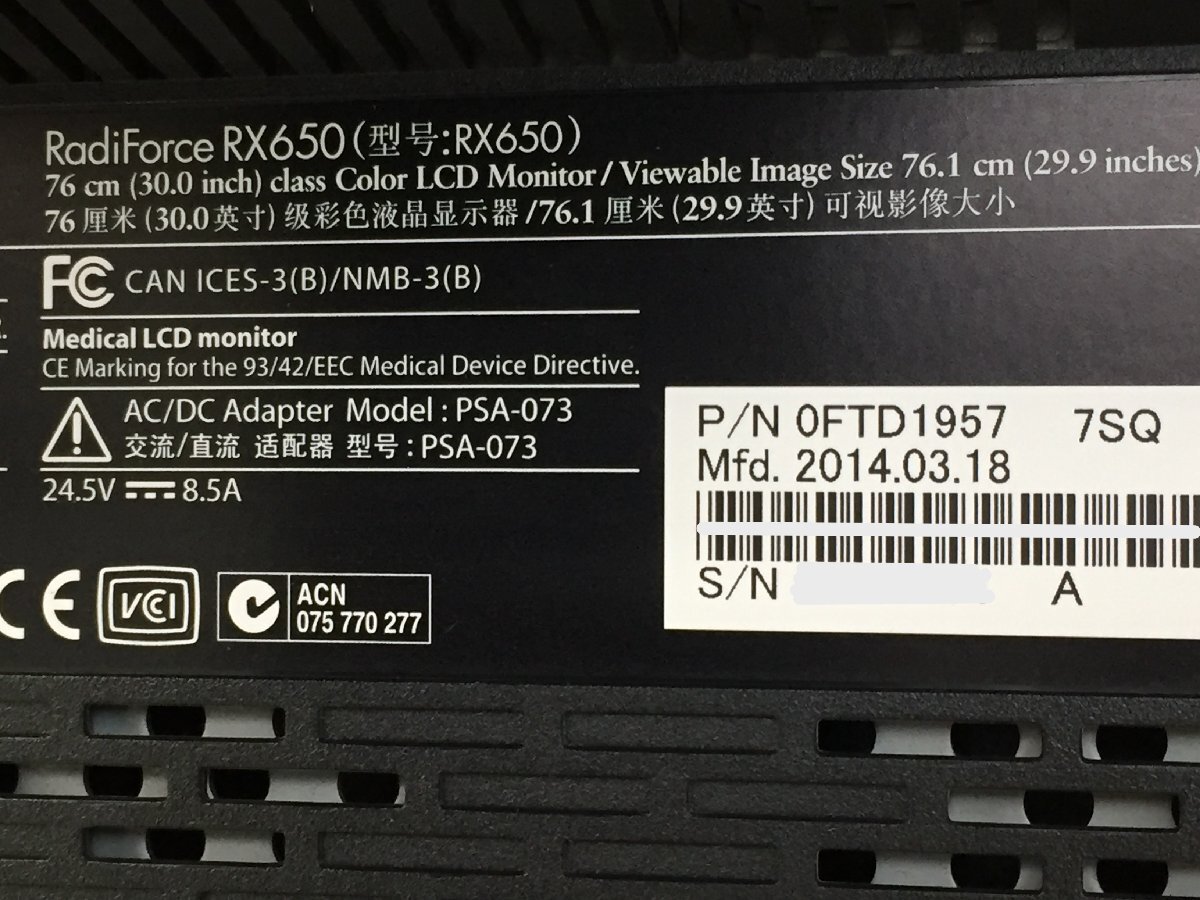 RadiForce RX650 (型号:RX650)
76 cm (30.0 inch) class Color LCD Monitor / Viewable Image Size 76.1 cm (29.9 inches)
76 厘米 (30.0英寸) 级彩色液晶显示器 /76.1 厘米 (29.9英寸) 可视影像大小
FC CAN ICES-3(B)/NMB-3(B)
Medical LCD monitor
CE Marking for the 93/42/EEC Medical Device Directive.
AC/DC Adapter Model : PSA-073
交流/直流 适配器 型号 : PSA-073
24.5V 8.5A
P/N 0FTD1957 7SQ
Mfd. 2014.03.18
S/N A
CE VCCI ACN
075 770 277